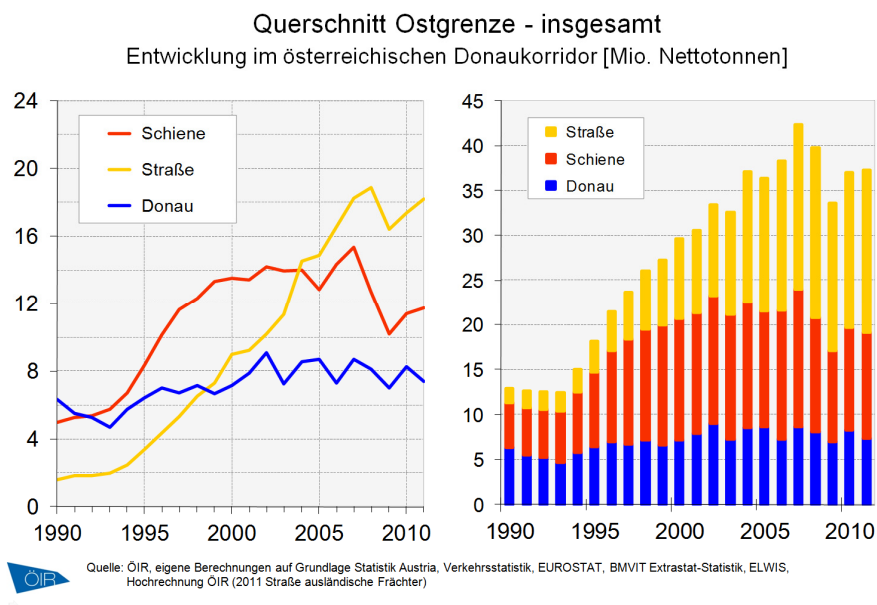 Querschnitt Ostgrenze - insgesamt
Entwicklung im österreichischen Donaukorridor [Mio. Nettotonnen]
24
20
16
12
8
4
0
Schiene
Straße
Donau
1990 1995 2000 2005 2010
45
40
35
30
25
20
15
10
5
0
Straße
Schiene
Donau
1990 1995 2000 2005 2010
ÖIR
Quelle: ÖIR, eigene Berechnungen auf Grundlage Statistik Austria, Verkehrsstatistik, EUROSTAT, BMVIT Extrastat-Statistik, ELWIS,
Hochrechnung ÖIR (2011 Straße ausländische Frächter)